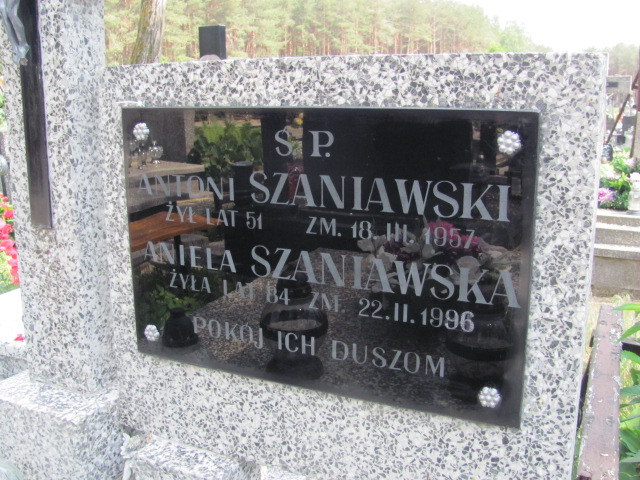 Ś P.
ANTONI SZANIAWSKI
ŻYŁ LAT 51 ZM. 18.III.1957
ANIELA SZANIAWSKA
ŻYŁA LAT 84 ZM 22.II.1996
POKÓJ ICH DUSZOM